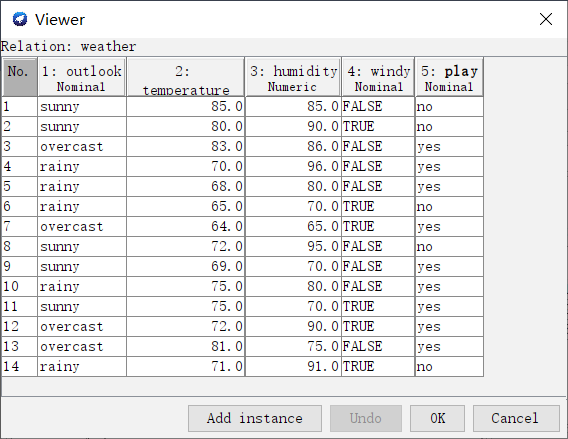 Viewer
Relation: weather
No. 1: outlook 2: 3: humidity 4: windy 5: play
Nominal temperature Numeric Nominal Nominal
1 sunny 85.0 85.0 FALSE no
2 sunny 80.0 90.0 TRUE no
3 overcast 83.0 86.0 FALSE yes
4 rainy 70.0 96.0 FALSE yes
5 rainy 68.0 80.0 FALSE yes
6 rainy 65.0 70.0 TRUE no
7 overcast 64.0 65.0 TRUE yes
8 sunny 72.0 95.0 FALSE no
9 sunny 69.0 70.0 FALSE yes
10 rainy 75.0 80.0 FALSE yes
11 sunny 75.0 70.0 TRUE yes
12 overcast 72.0 90.0 TRUE yes
13 overcast 81.0 75.0 FALSE yes
14 rainy 71.0 91.0 TRUE no
Add instance Undo OK Cancel